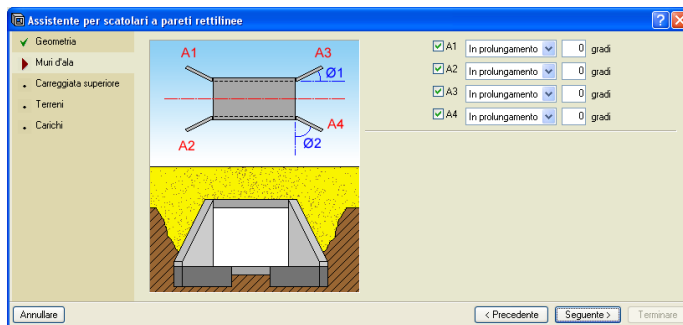 Assistente per scatolari a pareti rettilinee
Geometria
Muri d'ala
Carreggiata superiore
Terreni
Carichi
A1
A3
Ø1
A4
A2
Ø2
A1 In prolungamento 0 gradi
A2 In prolungamento 0 gradi
A3 In prolungamento 0 gradi
A4 In prolungamento 0 gradi
Annullare
< Precedente
Seguente >
Terminare